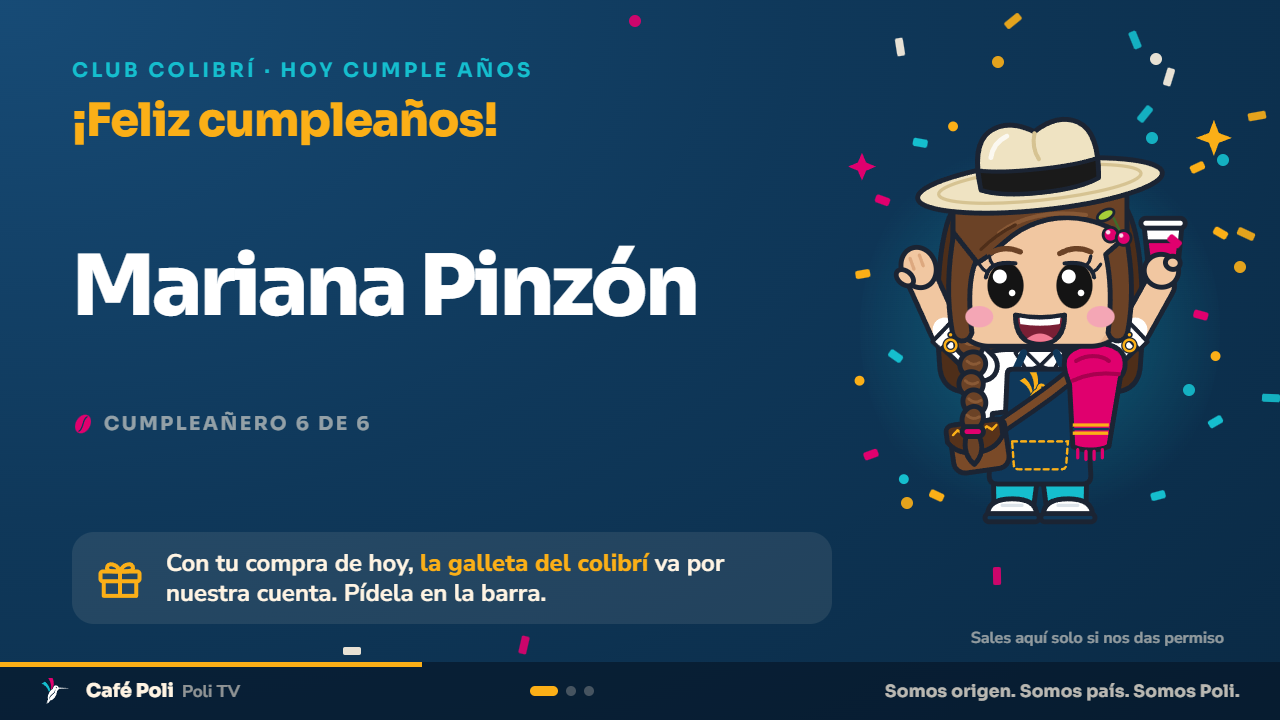 CLUB COLIBRÍ · HOY CUMPLE AÑOS
¡Feliz cumpleaños!
Mariana Pinzón
CUMPLEAÑERO 6 DE 6
Con tu compra de hoy, la galleta del colibrí va por
nuestra cuenta. Pídela en la barra.
Sales aquí solo si nos das permiso
Café Poli Poli TV
Somos origen. Somos país. Somos Poli.